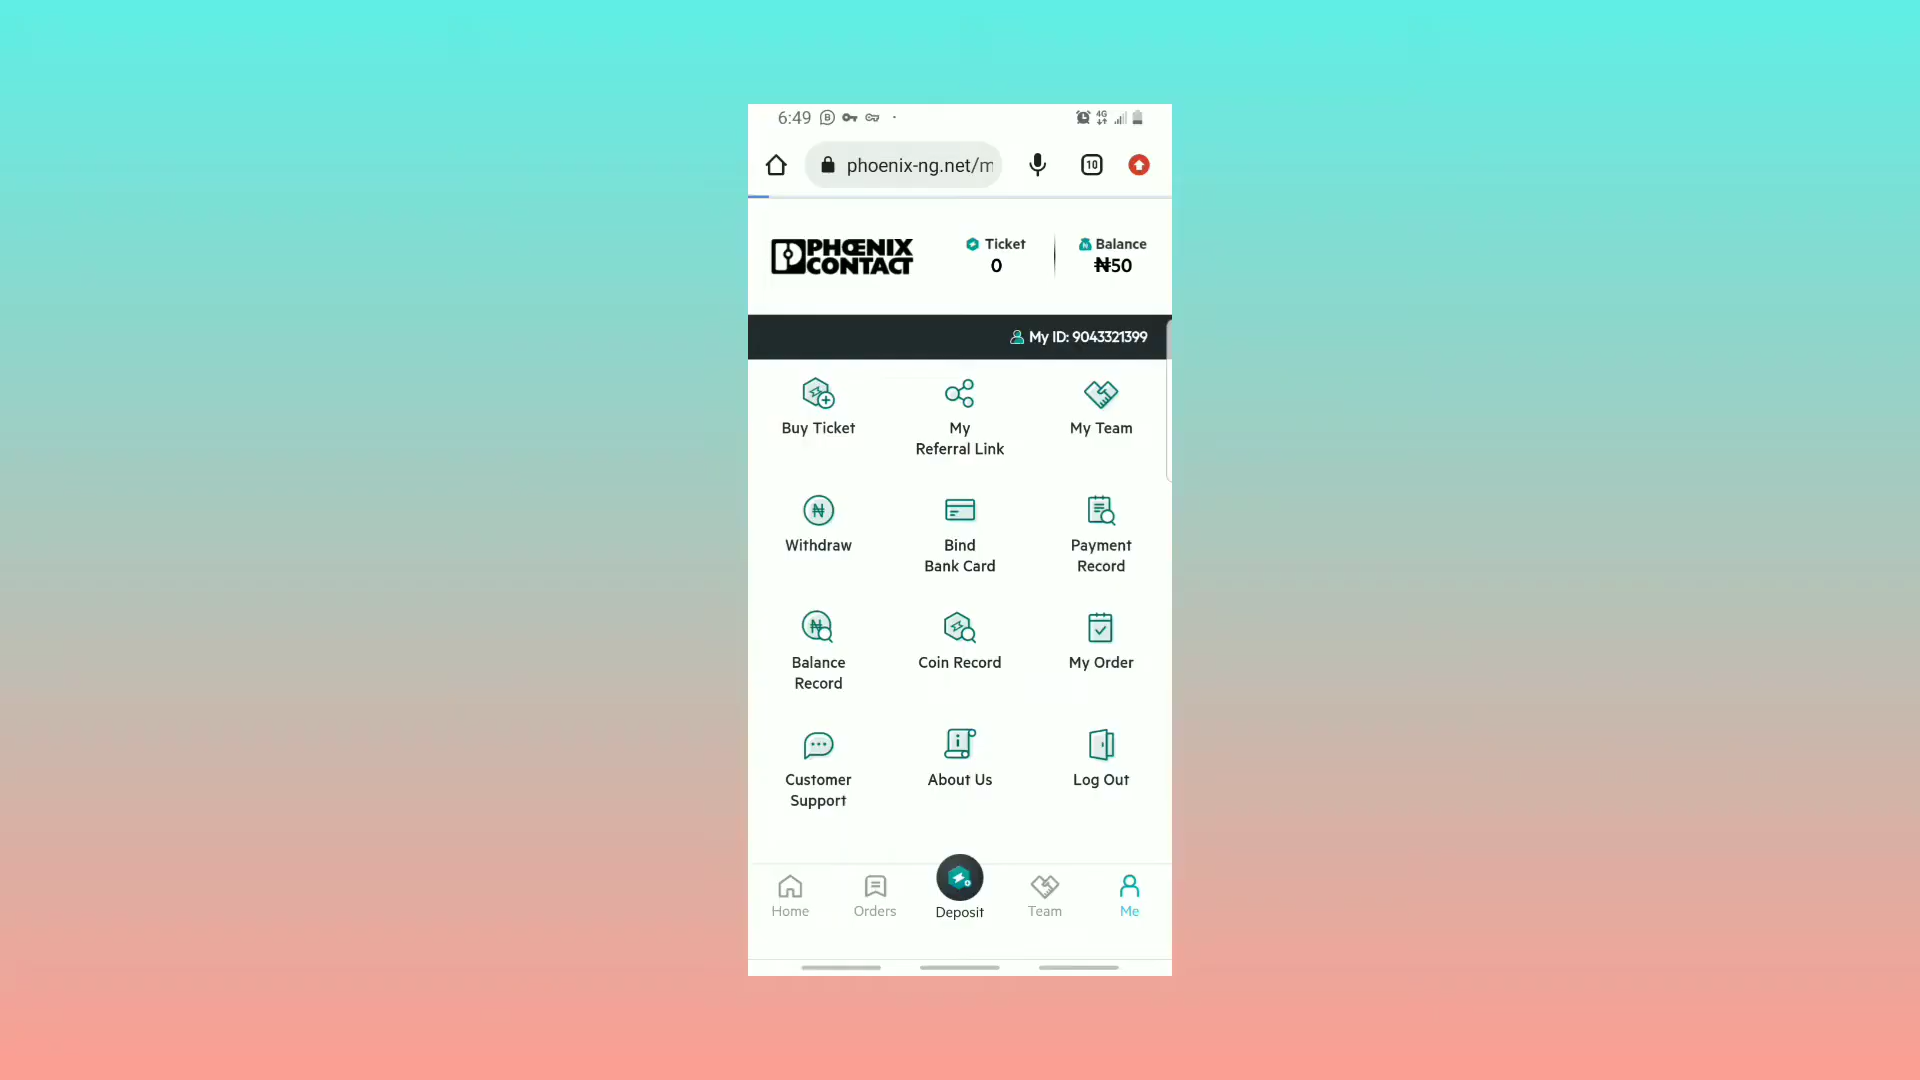 6:49
4G
phoenix-ng.net/m
10
PHŒNIX
CONTACT
Ticket
0
Balance
₦50
My ID: 9043321399
Buy Ticket
My
Referral Link
My Team
Withdraw
Bind
Bank Card
Payment
Record
Balance
Record
Coin Record
My Order
Customer
Support
About Us
Log Out
Home
Orders
Deposit
Team
Me